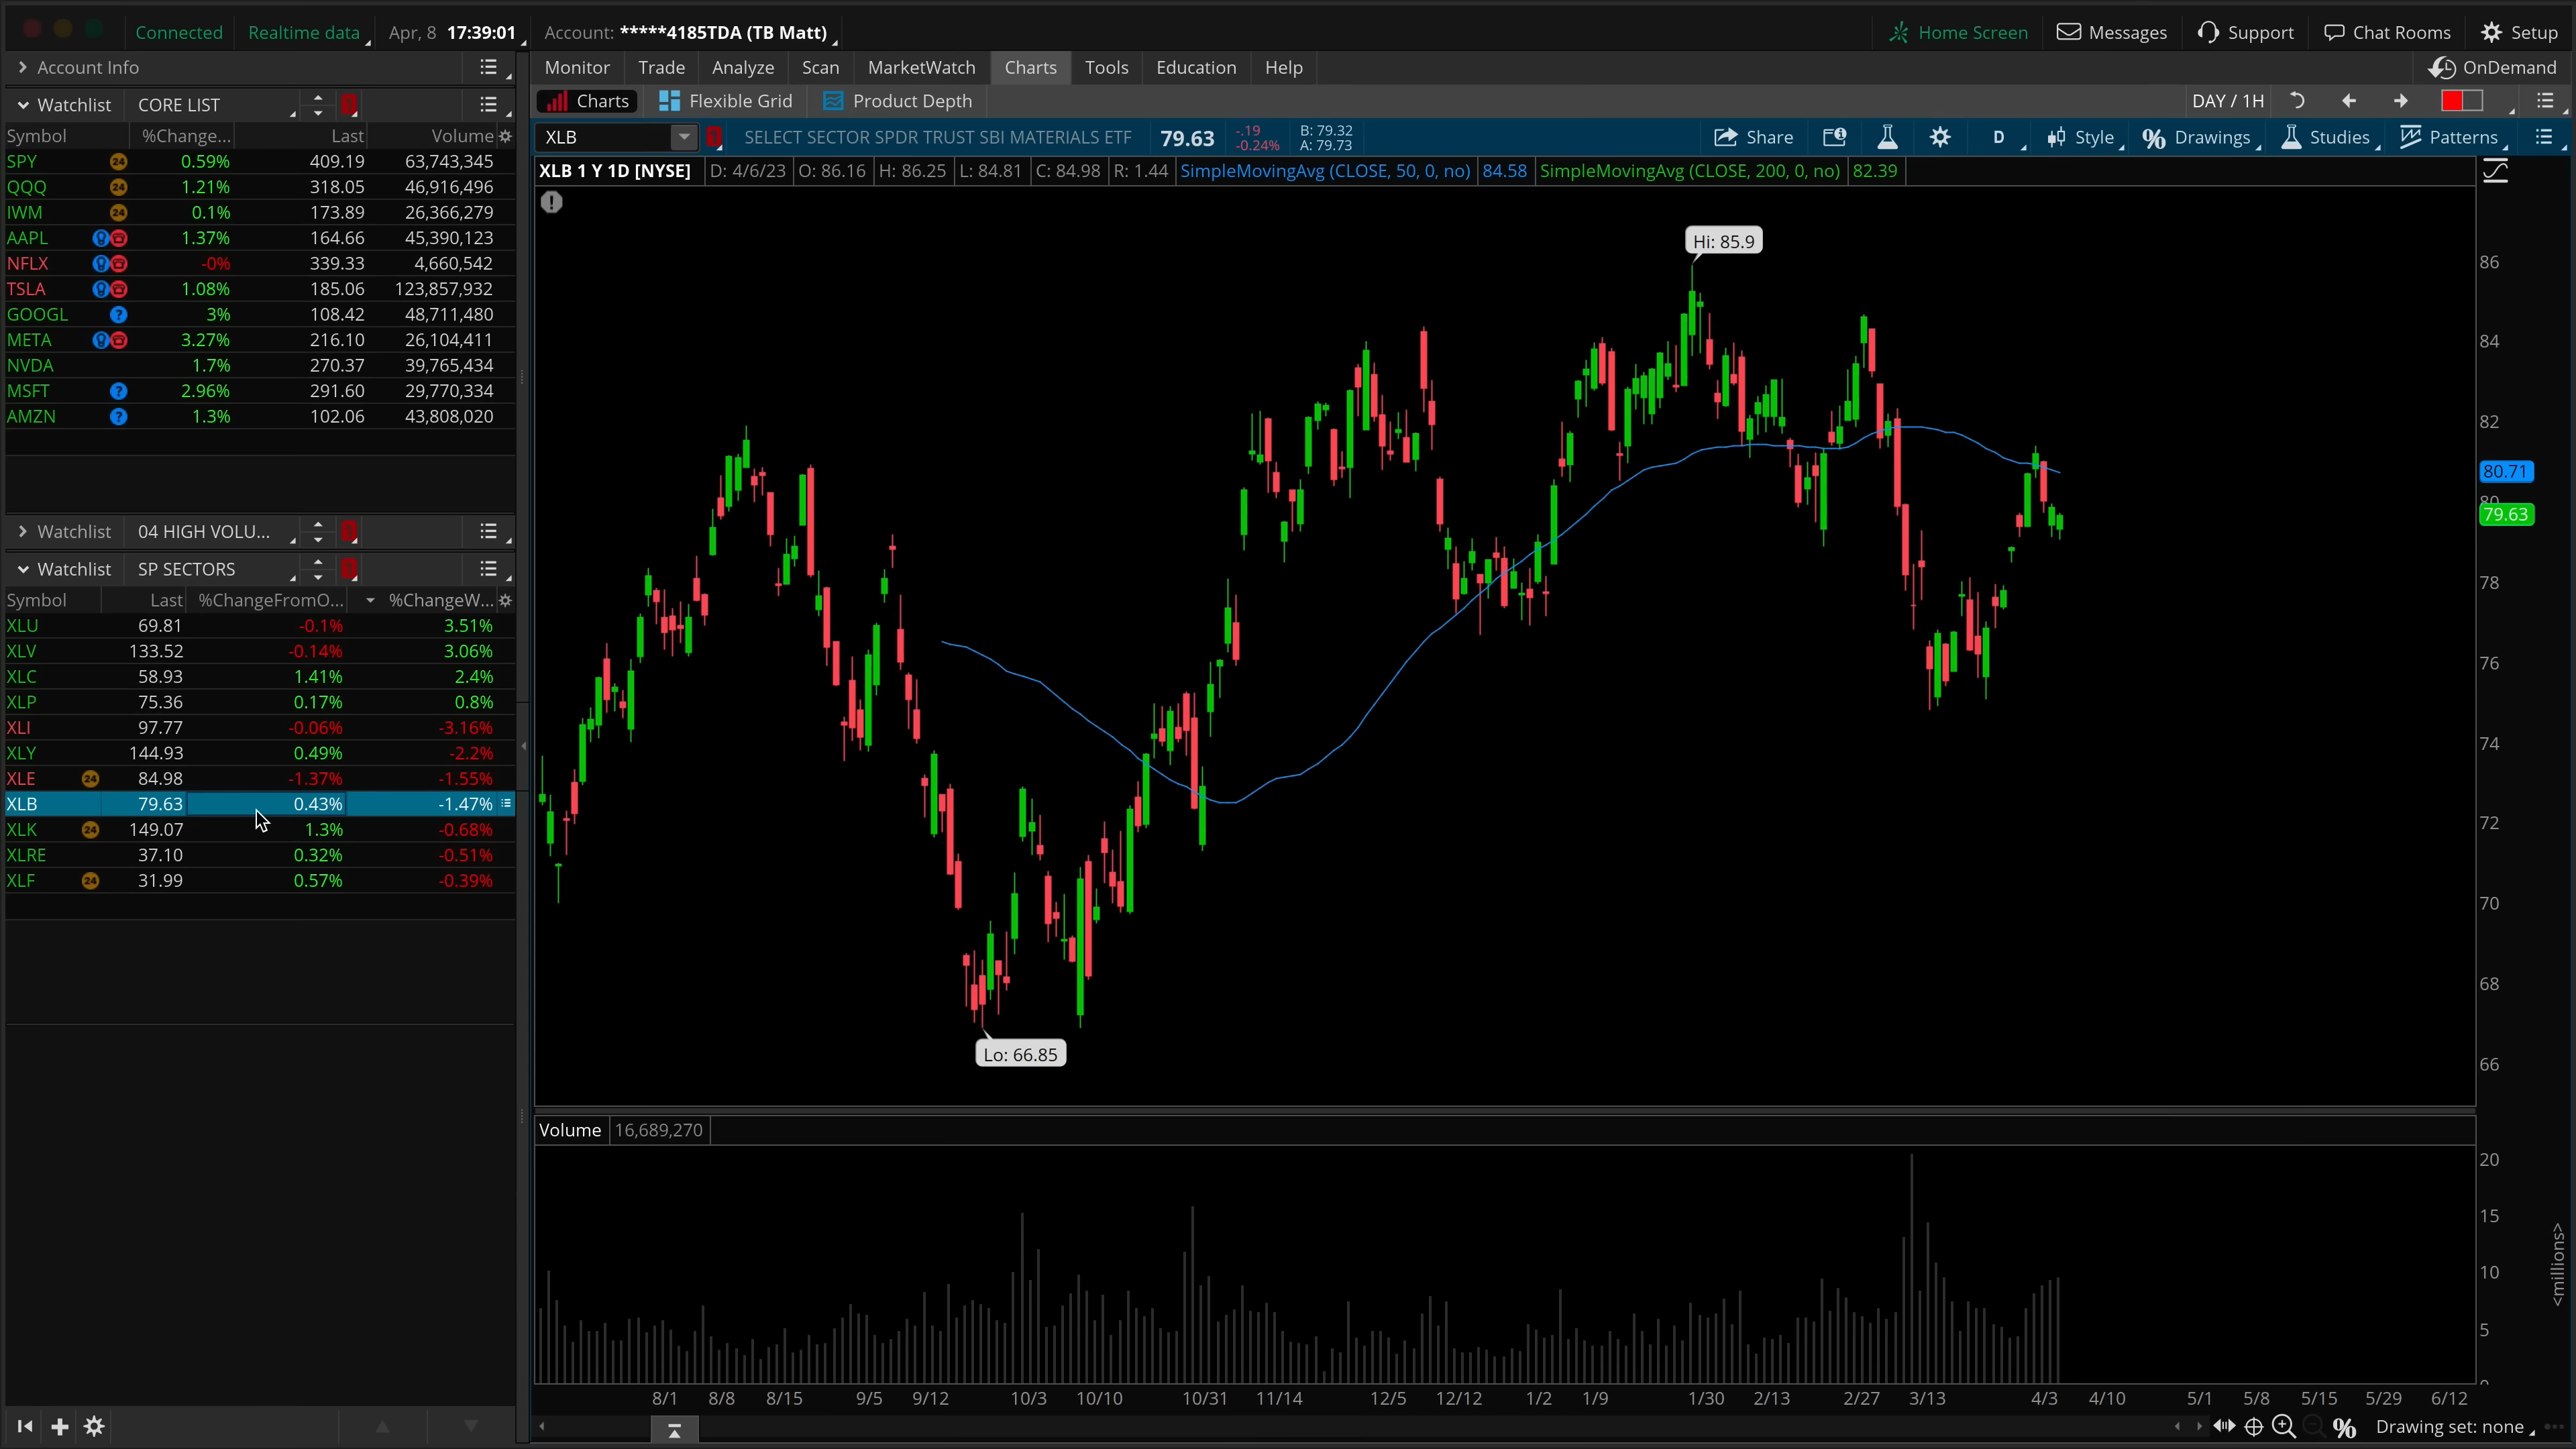 Connected Realtime data Apr, 8 17:39:01 Account: *****4185TDA (TB Matt) Home Screen Messages Support Chat Rooms Setup
Account Info
Monitor Trade Analyze Scan MarketWatch Charts Tools Education Help OnDemand
Watchlist CORE LIST
Charts Flexible Grid Product Depth DAY / 1H
Symbol %Change... Last Volume
XLB SELECT SECTOR SPDR TRUST SBI MATERIALS ETF 79.63 -.19 -0.24% B: 79.32 A: 79.73 Share D Style Drawings Studies Patterns
XLB 1 Y 1D [NYSE] D: 4/6/23 O: 86.16 H: 86.25 L: 84.81 C: 84.98 R: 1.44 SimpleMovingAvg (CLOSE, 50, 0, no) 84.58 SimpleMovingAvg (CLOSE, 200, 0, no) 82.39
SPY 24 0.59% 409.19 63,743,345
QQQ 24 1.21% 318.05 46,916,496
IWM 24 0.1% 173.89 26,366,279
AAPL 1.37% 164.66 45,390,123
NFLX -0% 339.33 4,660,542
TSLA 1.08% 185.06 123,857,932
GOOGL ? 3% 108.42 48,711,480
META 3.27% 216.10 26,104,411
NVDA 1.7% 270.37 39,765,434
MSFT ? 2.96% 291.60 29,770,334
AMZN ? 1.3% 102.06 43,808,020
Watchlist 04 HIGH VOLU...
Watchlist SP SECTORS
Symbol Last %ChangeFromO... %ChangeW...
XLU 69.81 -0.1% 3.51%
XLV 133.52 -0.14% 3.06%
XLC 58.93 1.41% 2.4%
XLP 75.36 0.17% 0.8%
XLI 97.77 -0.06% -3.16%
XLY 144.93 0.49% -2.2%
XLE 24 84.98 -1.37% -1.55%
XLB 79.63 0.43% -1.47%
XLK 24 149.07 1.3% -0.68%
XLRE 37.10 0.32% -0.51%
XLF 24 31.99 0.57% -0.39%
Hi: 85.9
Lo: 66.85
86
84
82
80.71
80
79.63
78
76
74
72
70
68
66
Volume 16,689,270
20
15
10
5
0
<millions>
8/1 8/8 8/15 9/5 9/12 10/3 10/10 10/31 11/14 12/5 12/12 1/2 1/9 1/30 2/13 2/27 3/13 4/3 4/10 5/1 5/8 5/15 5/29 6/12
Drawing set: none